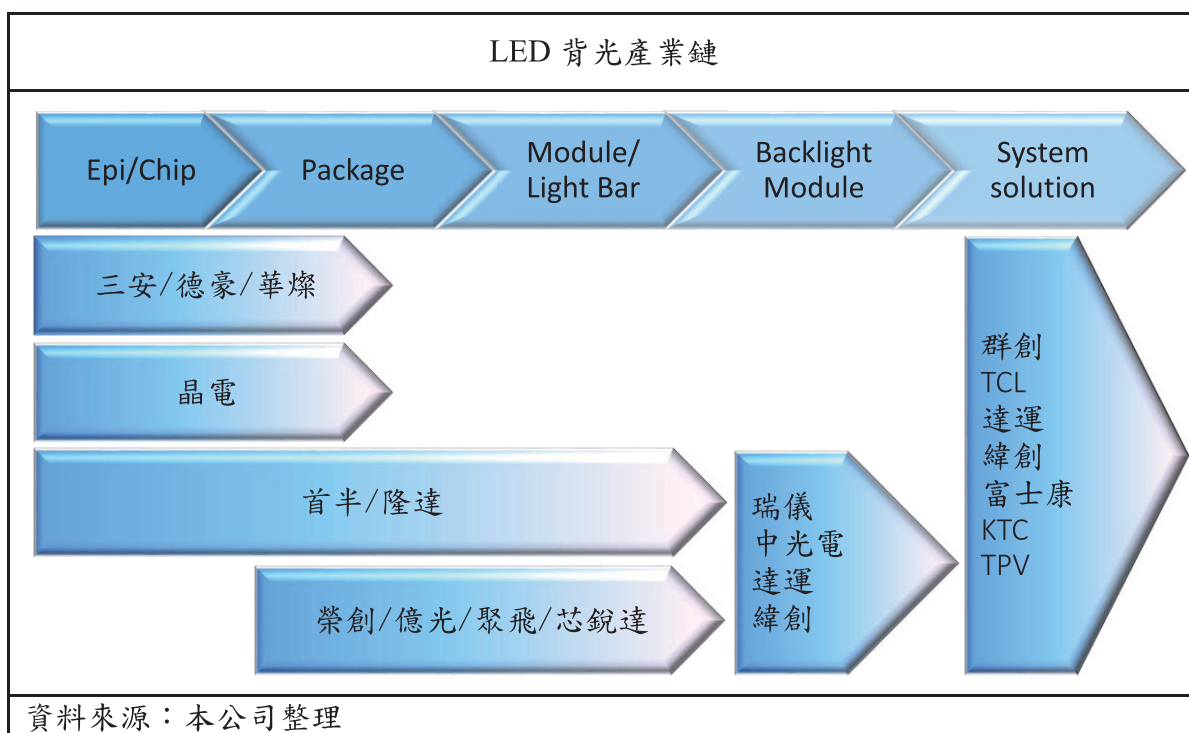 LED 背光產業鏈
Epi/Chip
Package
Module/
Light Bar
Backlight
Module
System
solution
三安/德豪/華燦
晶電
首半/隆達
榮創/億光/聚飛/芯銳達
瑞儀
中光電
達運
緯創
群創
TCL
達運
緯創
富士康
KTC
TPV
資料來源：本公司整理